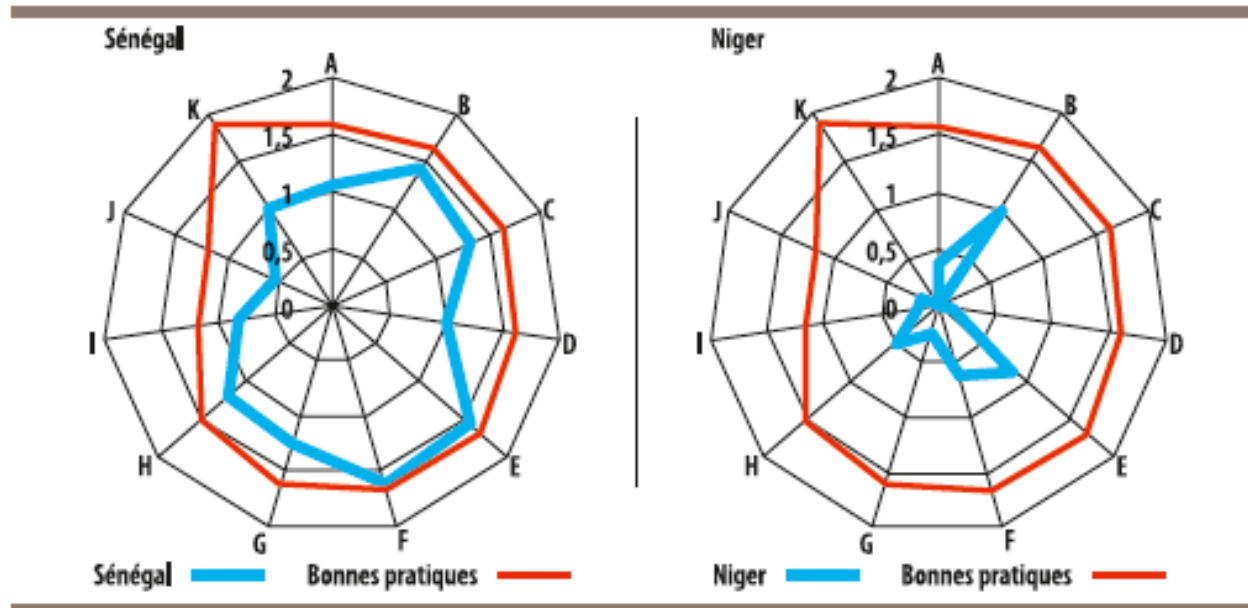 Sénégal
A
2
B
K
1,5
1
J
C
0,5
0
I
D
H
E
G
F
Sénégal Bonnes pratiques
Niger
A
2
B
K
1,5
1
J
C
0,5
0
I
D
H
E
G
F
Niger Bonnes pratiques